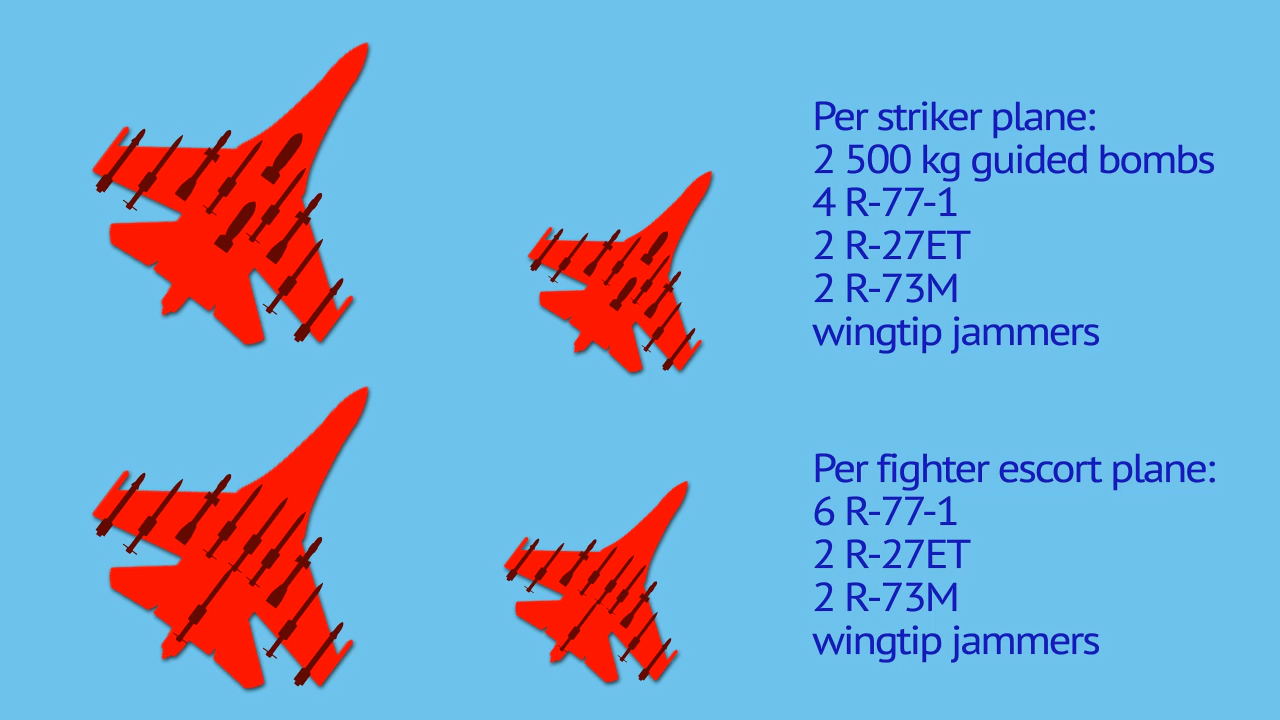 Per striker plane:
2 500 kg guided bombs
4 R-77-1
2 R-27ET
2 R-73M
wingtip jammers
Per fighter escort plane:
6 R-77-1
2 R-27ET
2 R-73M
wingtip jammers